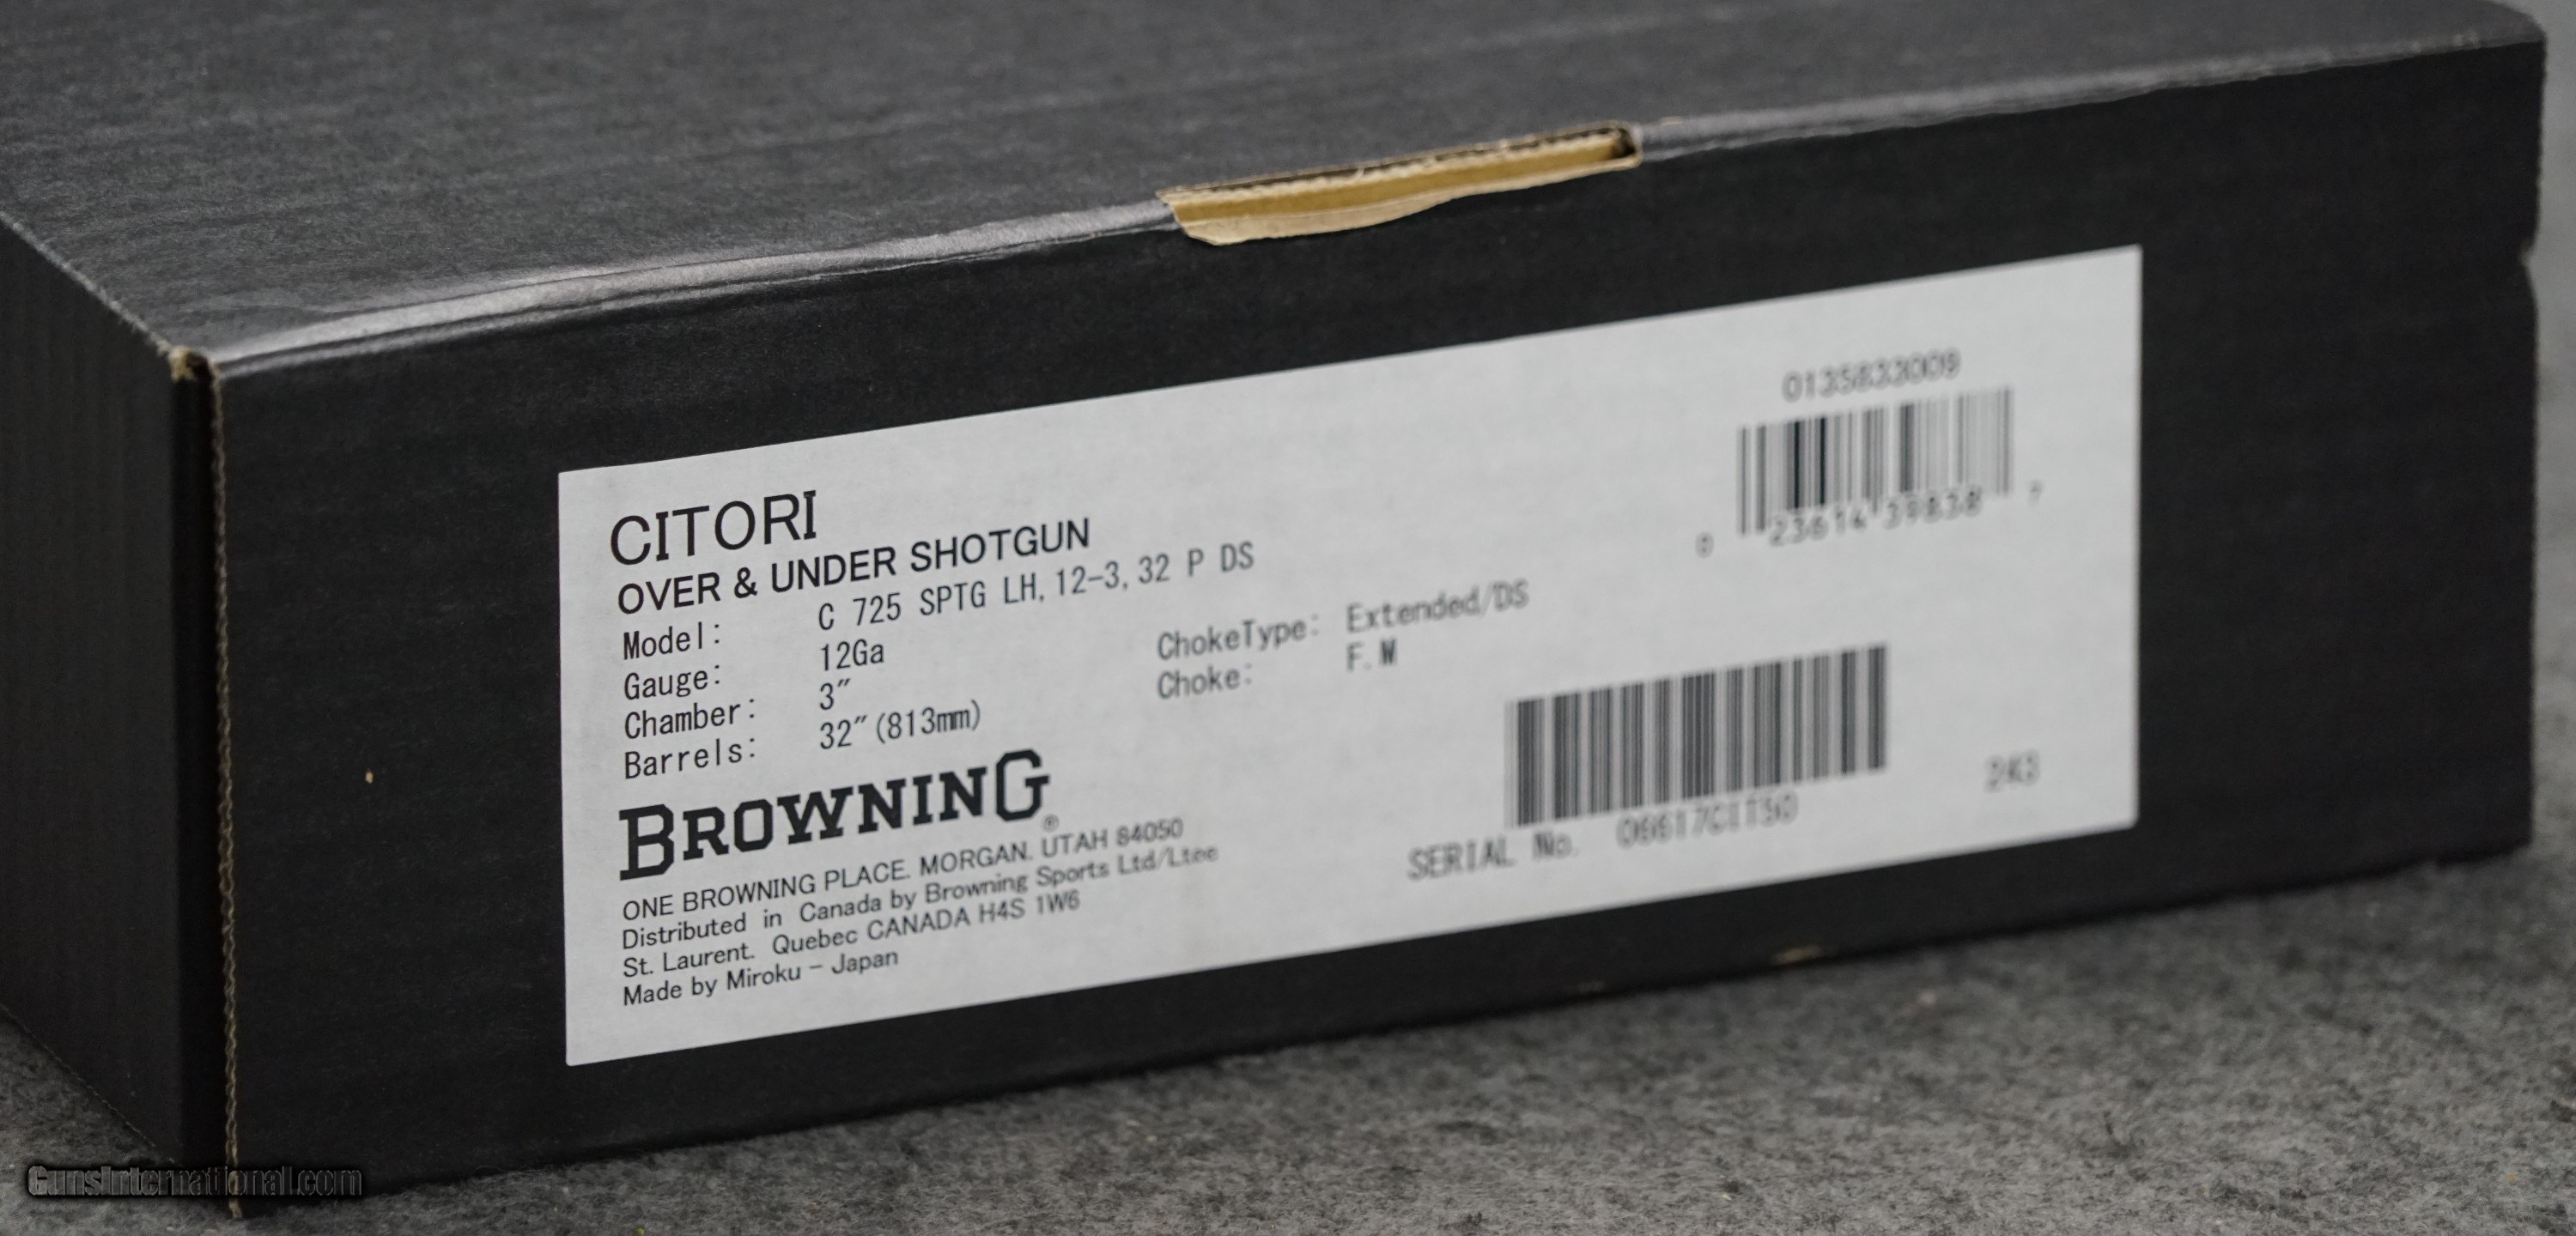 CITORI
OVER & UNDER SHOTGUN
Model: C 725 SPTG LH, 12-3, 32 P DS
Gauge: 12Ga
Chamber: 3″
Barrels: 32″(813mm)
ChokeType: Extended/DS
Choke: F.M
BROWNING®
ONE BROWNING PLACE. MORGAN. UTAH 84050
Distributed in Canada by Browning Sports Ltd/Ltee
St. Laurent. Quebec CANADA H4S 1W6
Made by Miroku - Japan
0135833009
0 23614 39838 7
SERIAL No.
GunsInternational.com